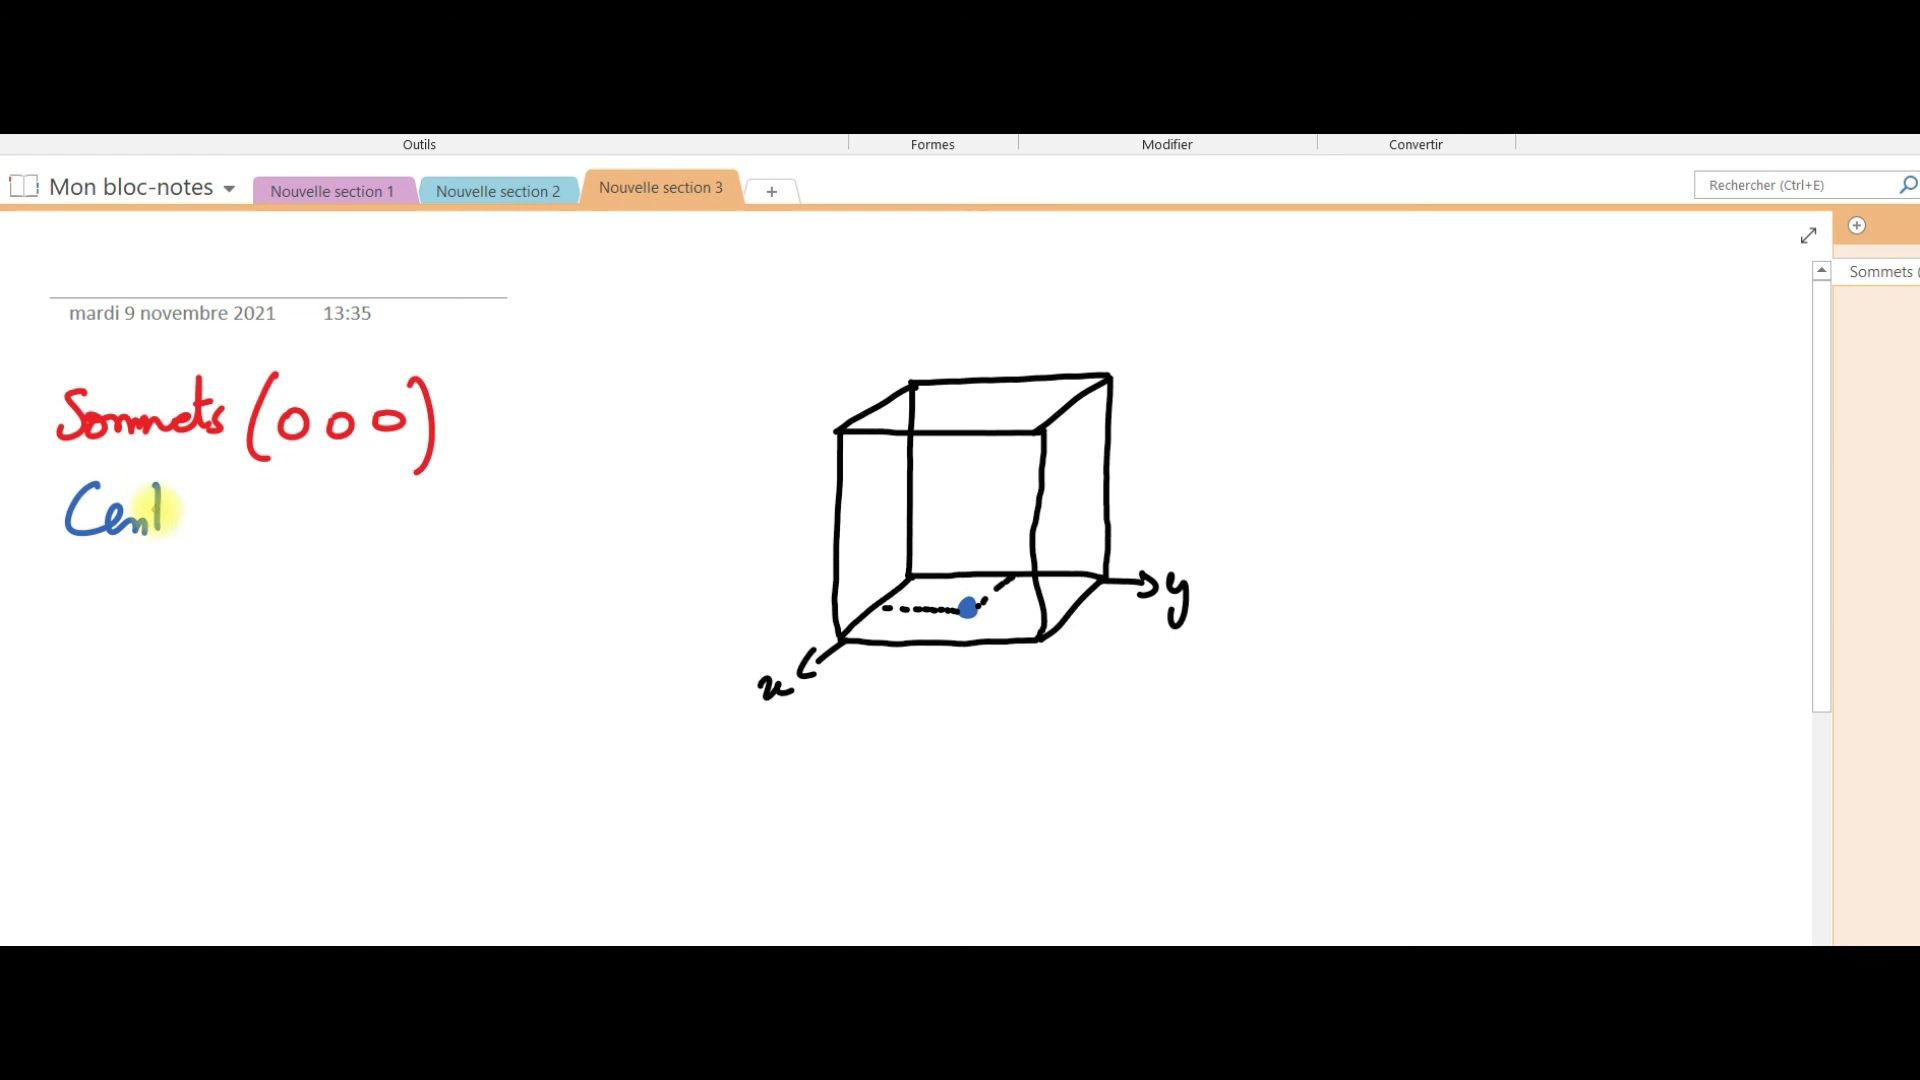 Outils Formes Modifier Convertir
Mon bloc-notes Nouvelle section 1 Nouvelle section 2 Nouvelle section 3 + Rechercher (Ctrl+E)
Sommets (
mardi 9 novembre 2021 13:35
Sommets (0 0 0)
Cent
y
x